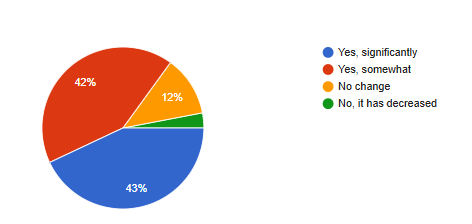 Yes, significantly
Yes, somewhat
No change
No, it has decreased
42%
12%
43%